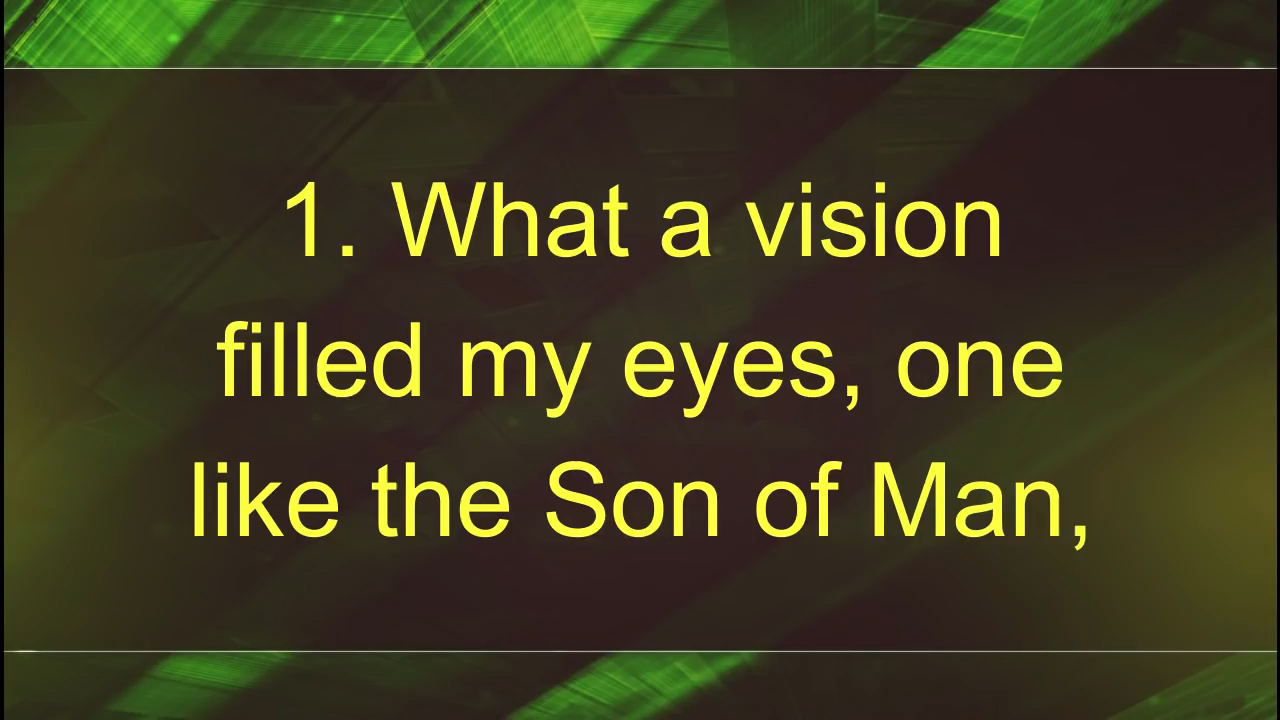 1. What a vision
filled my eyes, one
like the Son of Man,